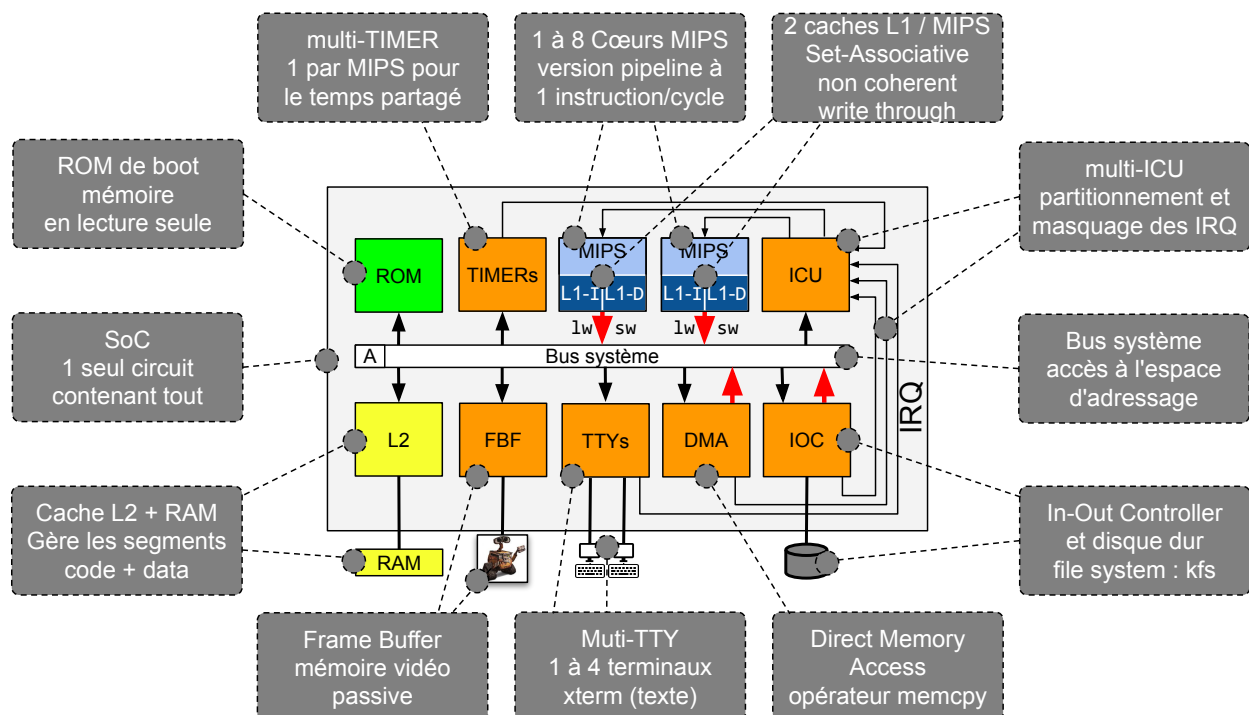 multi-TIMER
1 par MIPS pour
le temps partagé
1 à 8 Cœurs MIPS
version pipeline à
1 instruction/cycle
2 caches L1 / MIPS
Set-Associative
non coherent
write through
ROM de boot
mémoire
en lecture seule
multi-ICU
partitionnement et
masquage des IRQ
ROM
TIMERs
MIPS
L1-I L1-D
MIPS
L1-I L1-D
ICU
lw sw
lw sw
SoC
1 seul circuit
contenant tout
A
Bus système
Bus système
accès à l'espace
d'adressage
IRQ
L2
FBF
TTYs
DMA
IOC
Cache L2 + RAM
Gère les segments
code + data
RAM
In-Out Controller
et disque dur
file system : kfs
Frame Buffer
mémoire vidéo
passive
Muti-TTY
1 à 4 terminaux
xterm (texte)
Direct Memory
Access
opérateur memcpy